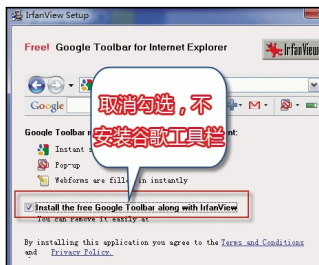 IrfanView Setup
Free! Google Toolbar for Internet Explorer
IrfanView
Google
取消勾选，不
安装谷歌工具栏
Google Toolbar
nt:
Instant
Pop-up
Webforms are filled in instantly
Install the free Google Toolbar along with IrfanView
You can remove it easily at
By installing this application you agree to the Terms and Conditions
and Privacy Policy.